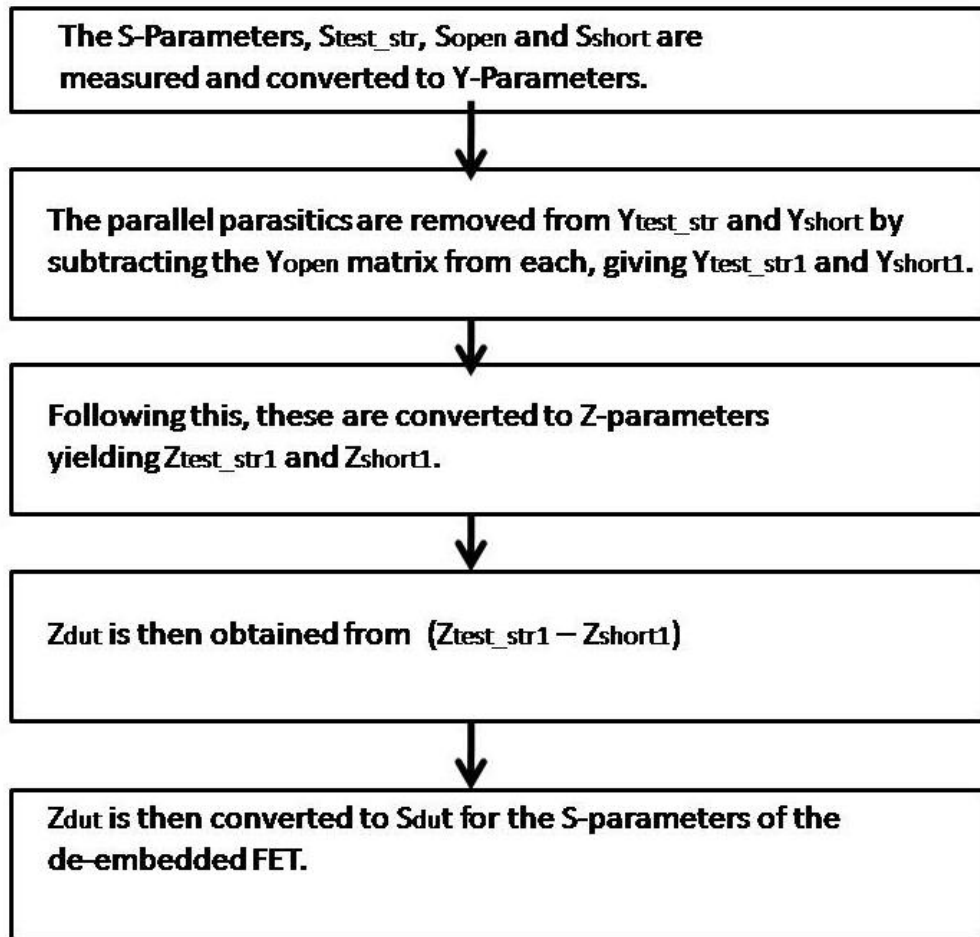 The S-Parameters, Stest_str, Sopen and Sshort are
measured and converted to Y-Parameters.
The parallel parasitics are removed from Ytest_str and Yshort by
subtracting the Yopen matrix from each, giving Ytest_str1 and Yshort1.
Following this, these are converted to Z-parameters
yielding Ztest_str1 and Zshort1.
Zdut is then obtained from (Ztest_str1 – Zshort1)
Zdut is then converted to Sdut for the S-parameters of the
de-embedded FET.